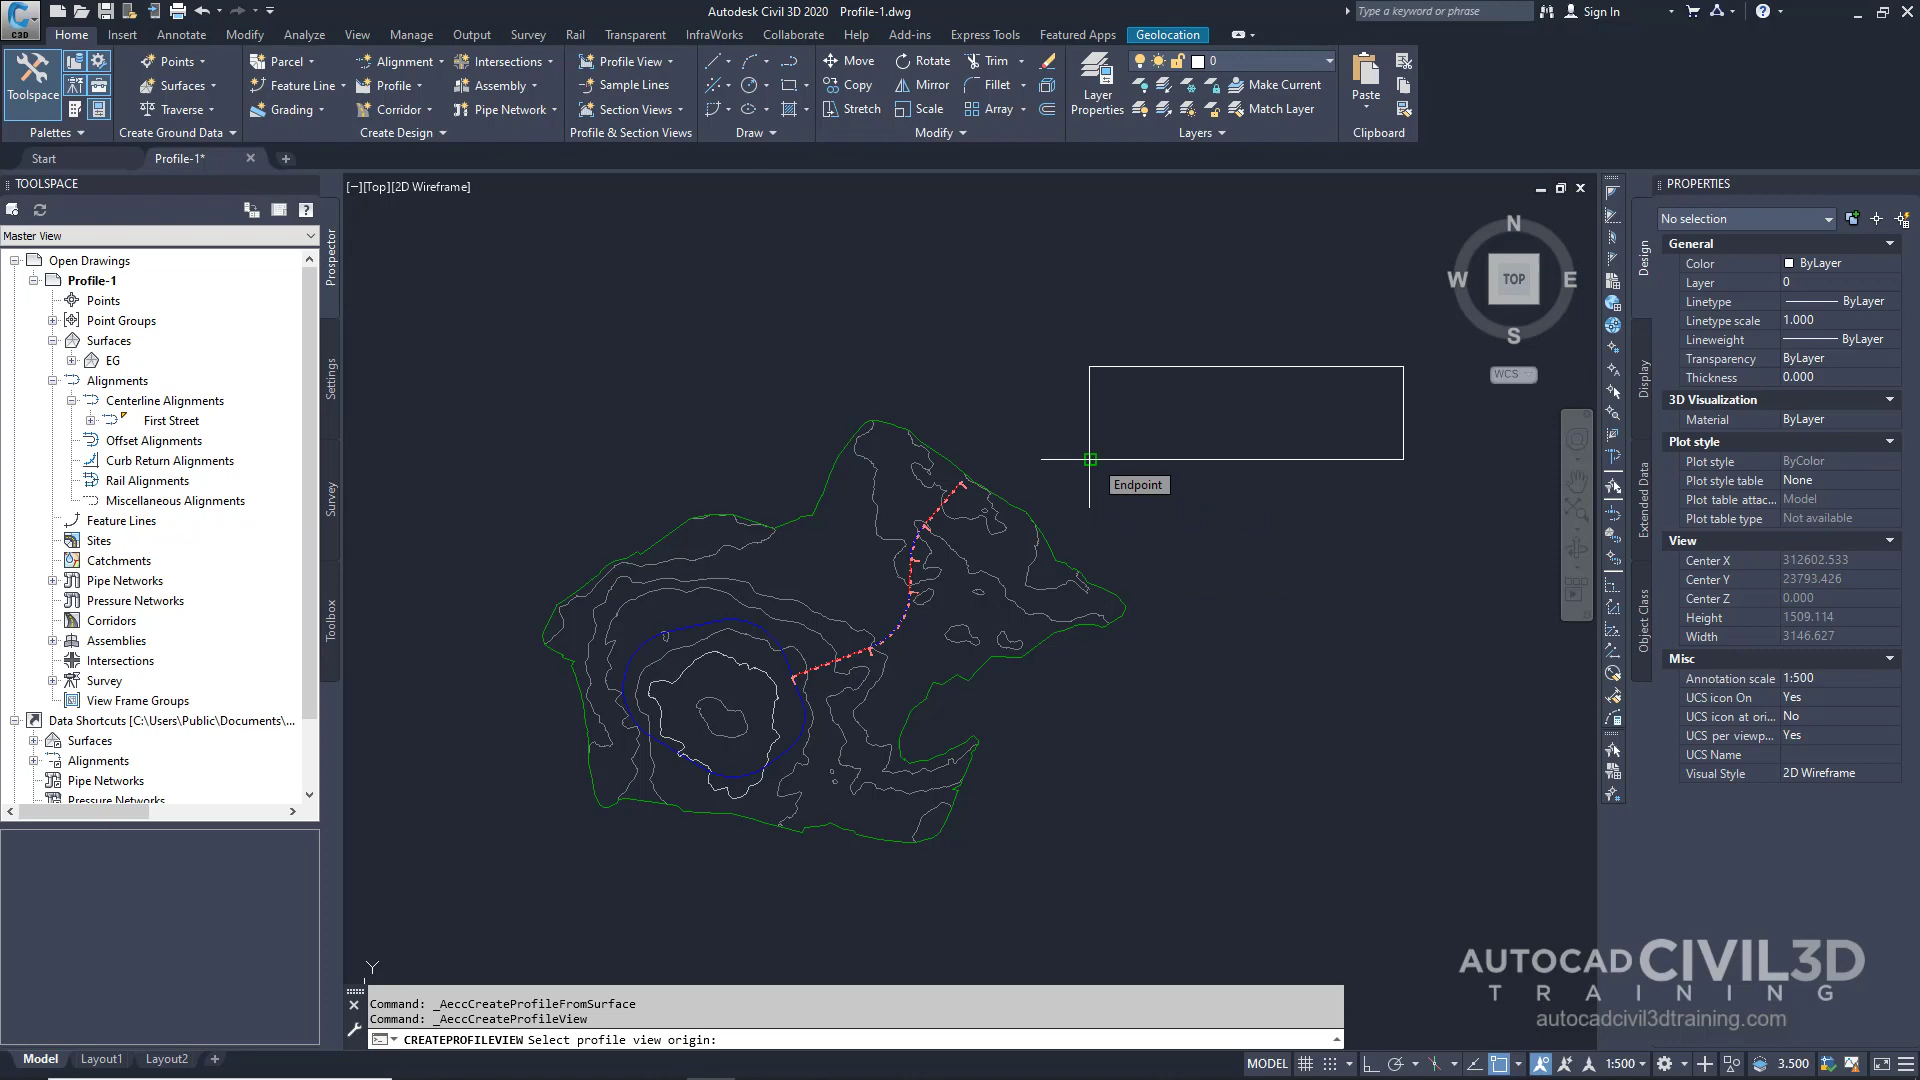 Autodesk Civil 3D 2020 Profile-1.dwg
Type a keyword or phrase
Sign In
C3D
Home Insert Annotate Modify Analyze View Manage Output Survey Rail Transparent InfraWorks Collaborate Help Add-ins Express Tools Featured Apps Geolocation
Toolspace
Palettes
Points
Surfaces
Traverse
Create Ground Data
Parcel
Feature Line
Grading
Alignment
Profile
Corridor
Intersections
Assembly
Pipe Network
Create Design
Profile View
Sample Lines
Section Views
Profile & Section Views
Draw
Move
Copy
Stretch
Rotate
Mirror
Scale
Trim
Fillet
Array
Modify
Layer
Properties
0
Make Current
Match Layer
Layers
Paste
Clipboard
Start
Profile-1*
TOOLSPACE
Master View
Open Drawings
Profile-1
Points
Point Groups
Surfaces
EG
Alignments
Centerline Alignments
First Street
Offset Alignments
Curb Return Alignments
Rail Alignments
Miscellaneous Alignments
Feature Lines
Sites
Catchments
Pipe Networks
Pressure Networks
Corridors
Assemblies
Intersections
Survey
View Frame Groups
Data Shortcuts [C:\Users\Public\Documents\...
Surfaces
Alignments
Pipe Networks
Pressure Networks
Prospector
Settings
Survey
Toolbox
[−][Top][2D Wireframe]
N
W TOP E
S
WCS
Endpoint
Y
Command: _AeccCreateProfileFromSurface
Command: _AeccCreateProfileView
CREATEPROFILEVIEW Select profile view origin:
PROPERTIES
No selection
Design
Display
Extended Data
Object Class
General
Color ByLayer
Layer 0
Linetype ByLayer
Linetype scale 1.000
Lineweight ByLayer
Transparency ByLayer
Thickness 0.000
3D Visualization
Material ByLayer
Plot style
Plot style ByColor
Plot style table None
Plot table attac... Model
Plot table type Not available
View
Center X 312602.533
Center Y 23793.426
Center Z 0.000
Height 1509.114
Width 3146.627
Misc
Annotation scale 1:500
UCS icon On Yes
UCS icon at ori... No
UCS per viewp... Yes
UCS Name
Visual Style 2D Wireframe
AUTOCAD CIVIL3D
TRAINING
autocadcivil3dtraining.com
Model Layout1 Layout2
MODEL
1:500
3.500